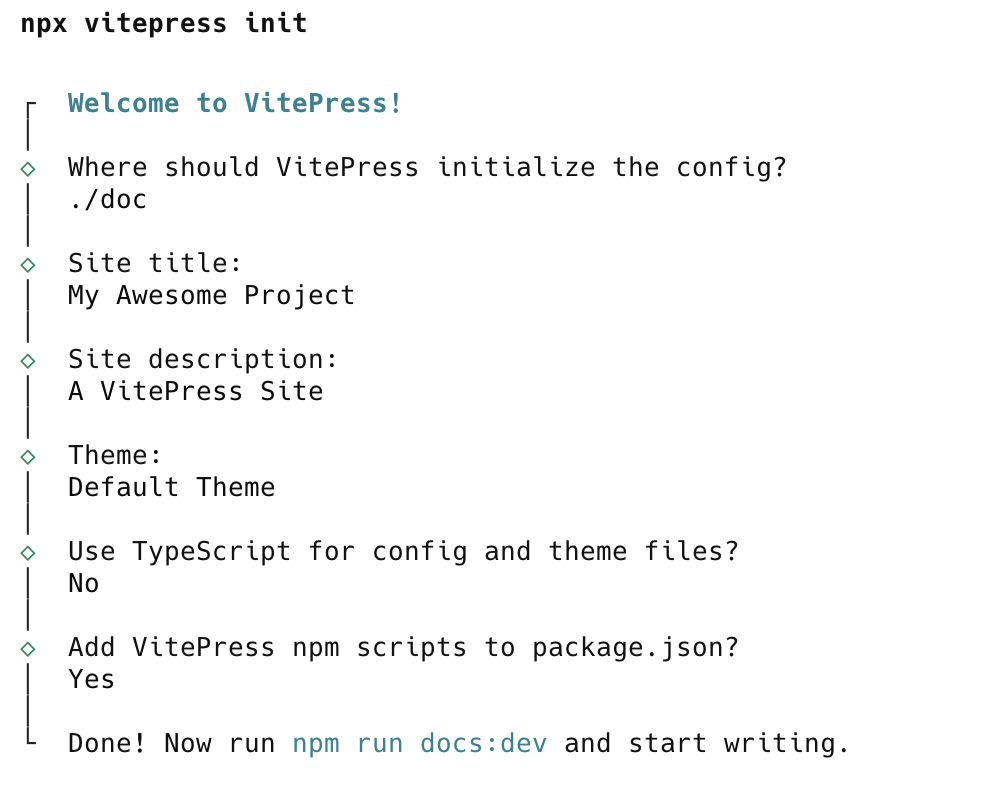 npx vitepress init
Welcome to VitePress!
Where should VitePress initialize the config?
./doc
Site title:
My Awesome Project
Site description:
A VitePress Site
Theme:
Default Theme
Use TypeScript for config and theme files?
No
Add VitePress npm scripts to package.json?
Yes
Done! Now run npm run docs:dev and start writing.